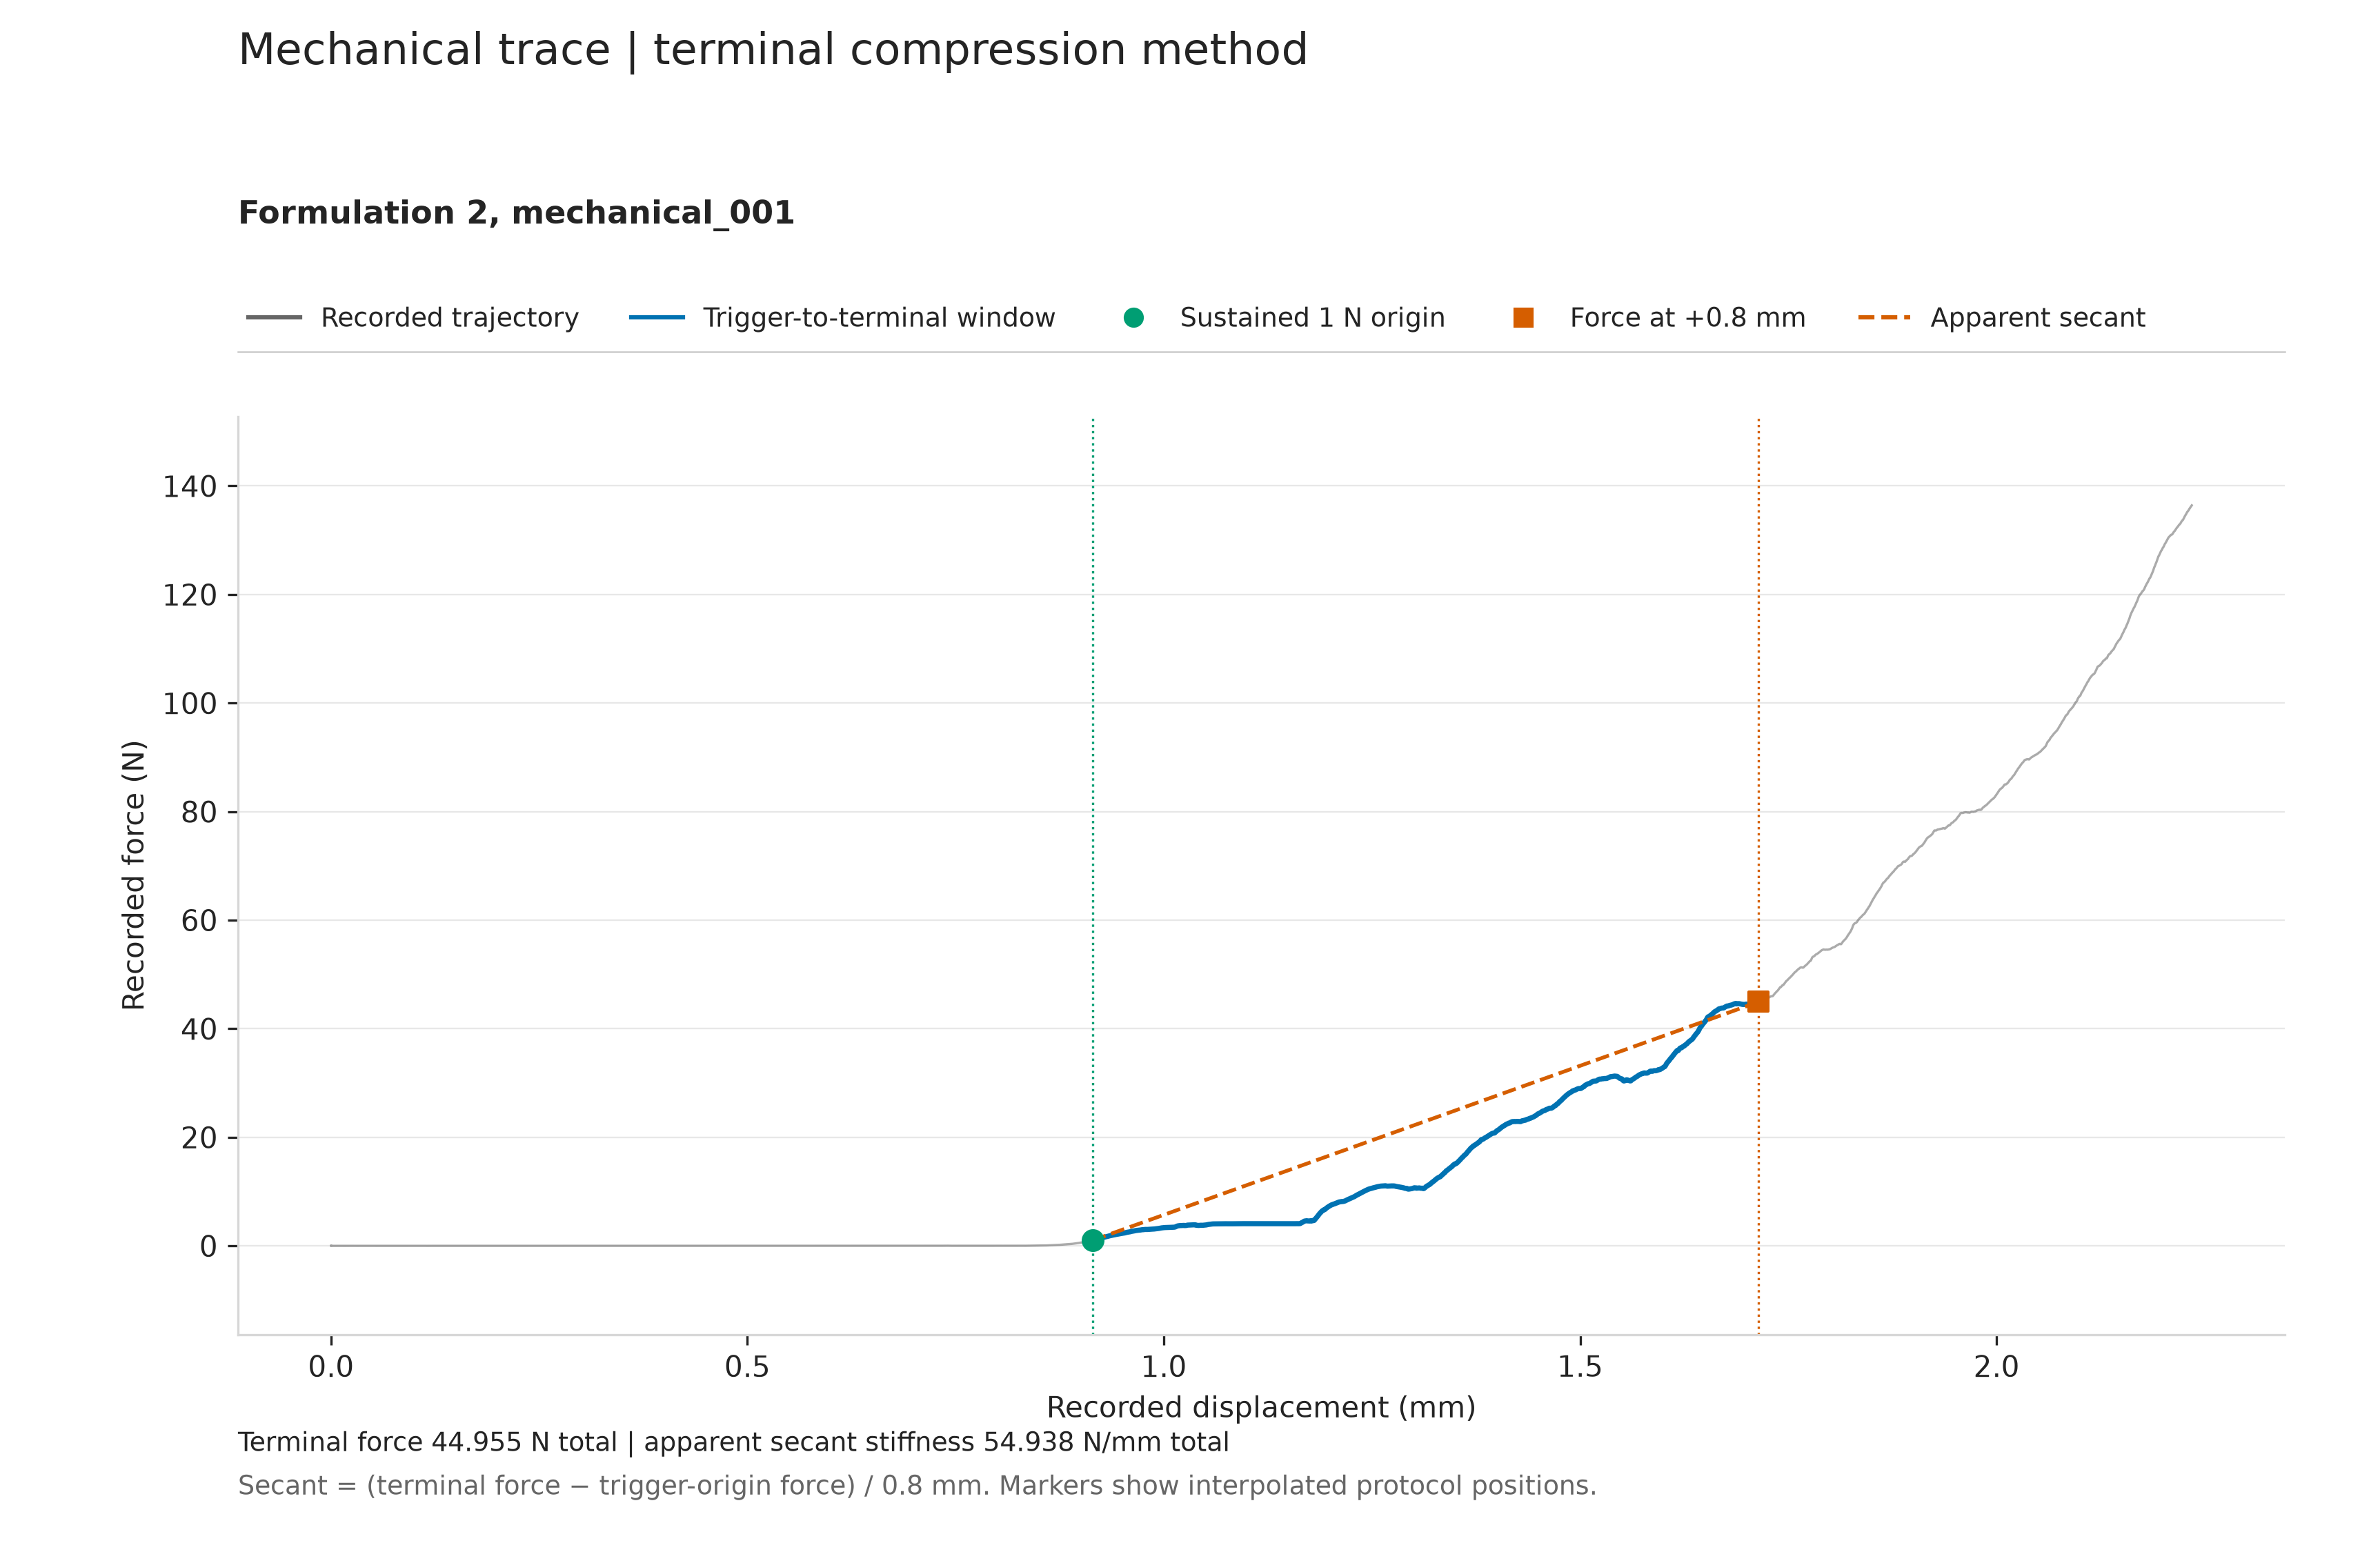 Mechanical trace | terminal compression method
Formulation 2, mechanical_001
Recorded trajectory
Trigger-to-terminal window
Sustained 1 N origin
Force at +0.8 mm
Apparent secant
140
120
100
80
60
40
20
0
Recorded force (N)
0.0
0.5
1.0
1.5
2.0
Recorded displacement (mm)
Terminal force 44.955 N total | apparent secant stiffness 54.938 N/mm total
Secant = (terminal force − trigger-origin force) / 0.8 mm. Markers show interpolated protocol positions.